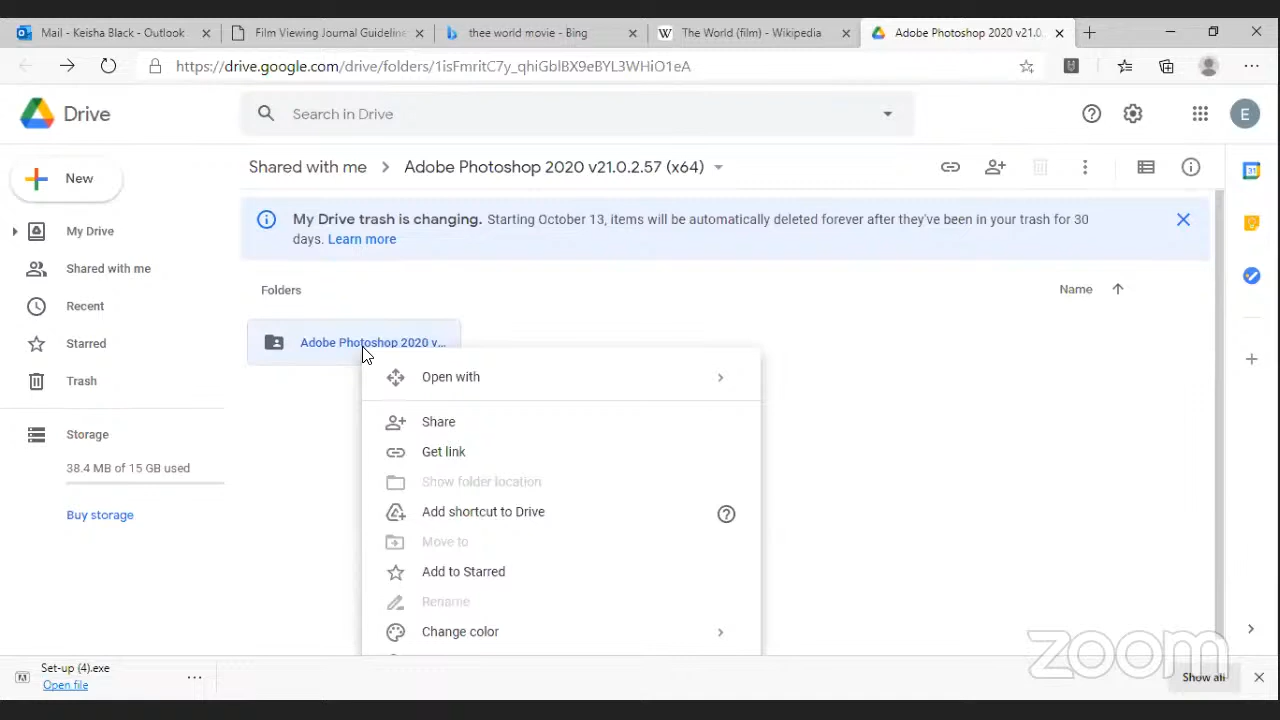 Mail - Keisha Black - Outlook
Film Viewing Journal Guideline
thee world movie - Bing
The World (film) - Wikipedia
Adobe Photoshop 2020 v21.0.
https://drive.google.com/drive/folders/1isFmritC7y_qhiGblBX9eBYL3WHiO1eA
Drive
Search in Drive
E
New
Shared with me > Adobe Photoshop 2020 v21.0.2.57 (x64)
31
My Drive trash is changing. Starting October 13, items will be automatically deleted forever after they've been in your trash for 30
days. Learn more
My Drive
Shared with me
Recent
Starred
Trash
Storage
38.4 MB of 15 GB used
Buy storage
Folders
Name
Adobe Photoshop 2020 v...
Open with
Share
Get link
Show folder location
Add shortcut to Drive
Move to
Add to Starred
Rename
Change color
zoom
Set-up (4).exe
Open file
Show all